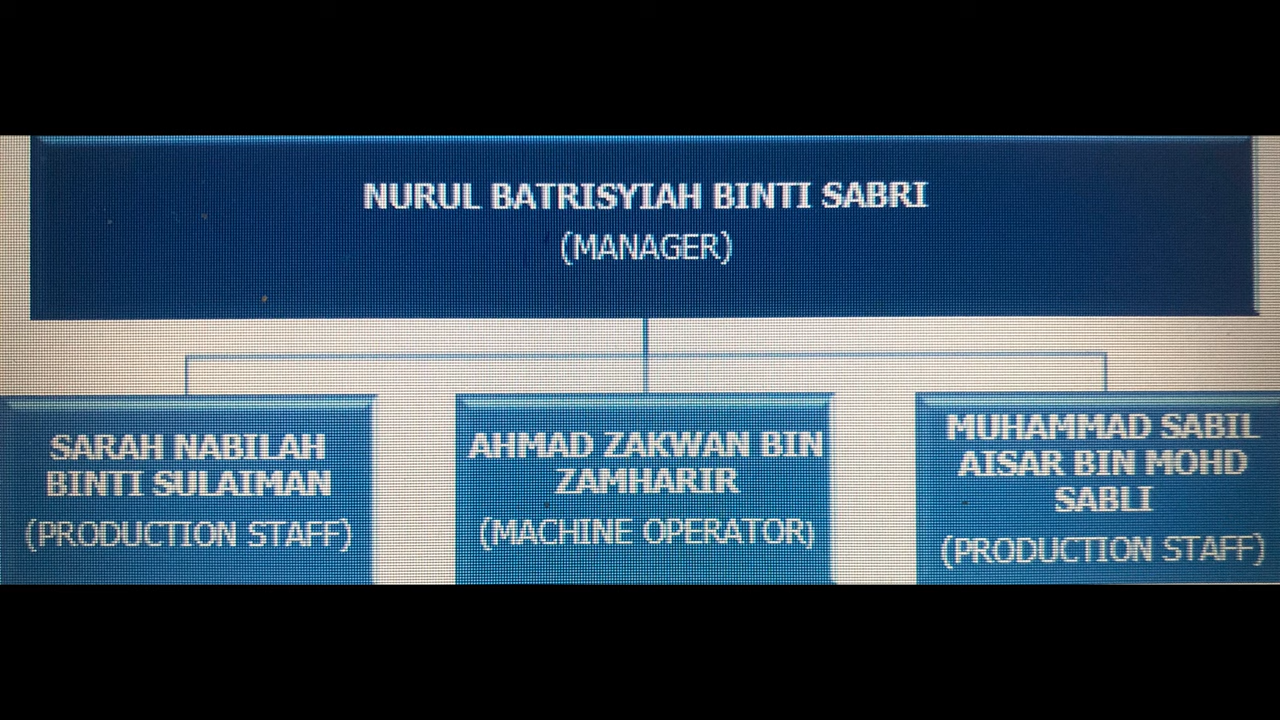 NURUL BATRISYIAH BINTI SABRI
(MANAGER)
SARAH NABILAH
BINTI SULAIMAN
(PRODUCTION STAFF)
AHMAD ZAKWAN BIN
ZAMHARIR
(MACHINE OPERATOR)
MUHAMMAD SABIL
AISAR BIN MOHD
SABLI
(PRODUCTION STAFF)